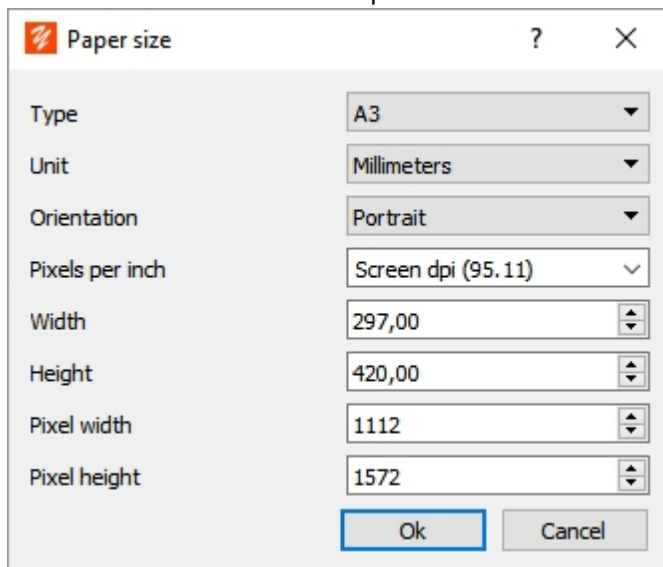 Paper size ?
Type A3
Unit Millimeters
Orientation Portrait
Pixels per inch Screen dpi (95.11)
Width 297,00
Height 420,00
Pixel width 1112
Pixel height 1572
Ok Cancel